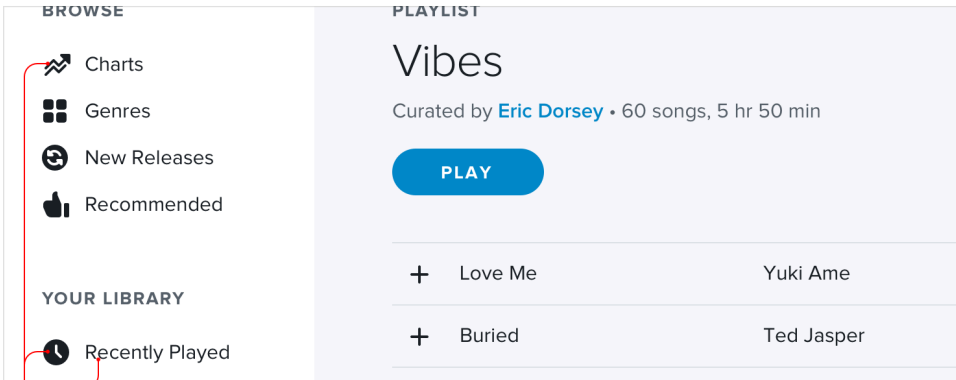 BROWSE
Charts
Genres
New Releases
Recommended
YOUR LIBRARY
Recently Played
PLAYLIST
Vibes
Curated by Eric Dorsey • 60 songs, 5 hr 50 min
PLAY
Love Me Yuki Ame
Buried Ted Jasper